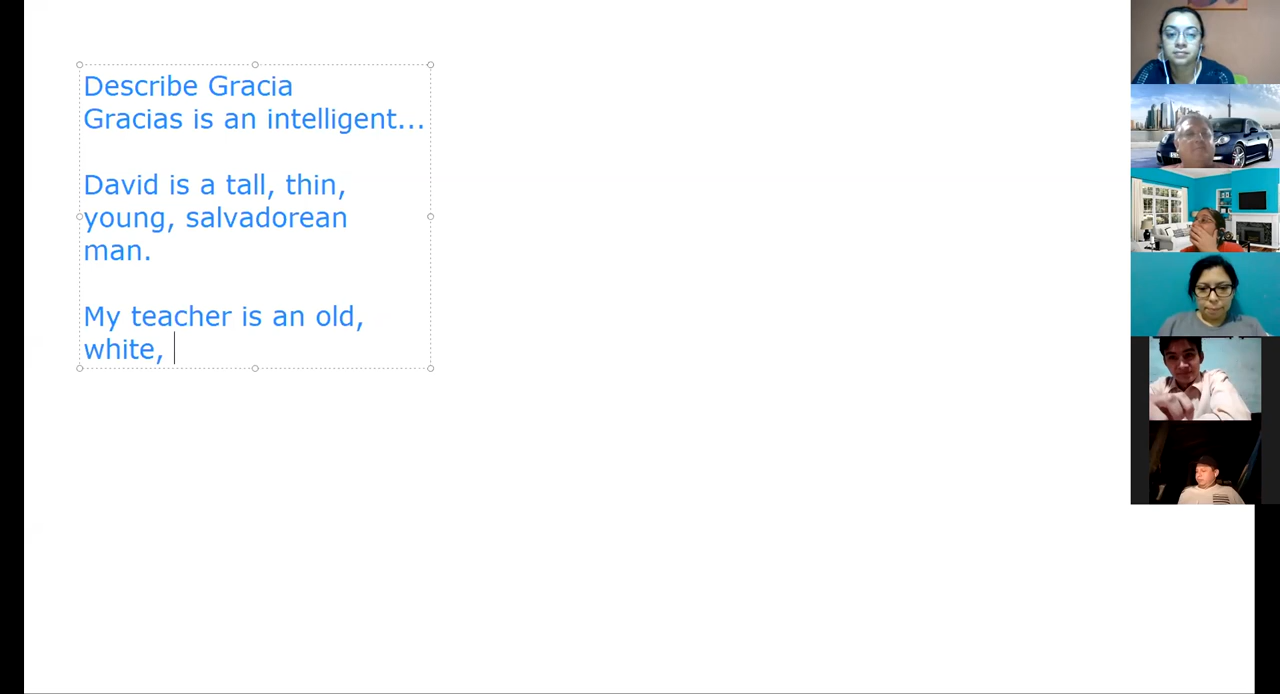 Describe Gracia
Gracias is an intelligent...
David is a tall, thin,
young, salvadorean
man.
My teacher is an old,
white,